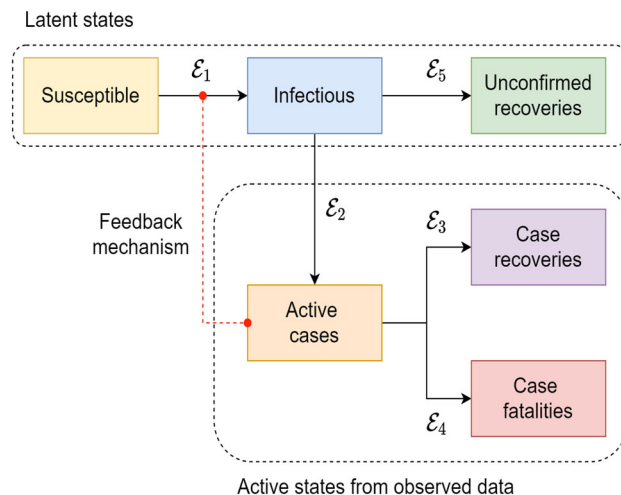 Latent states
ℰ1
ℰ5
Susceptible
Infectious
Unconfirmed
recoveries
ℰ2
Feedback
mechanism
ℰ3
Case
recoveries
Active
cases
Case
fatalities
ℰ4
Active states from observed data